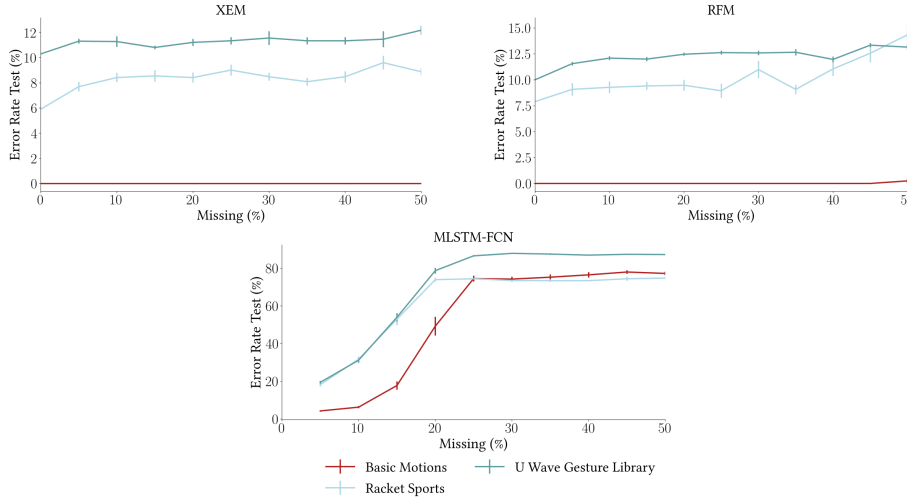 XEM
RFM
Error Rate Test (%)
12
10
8
6
4
2
0
0 10 20 30 40 50
Missing (%)
Error Rate Test (%)
15.0
12.5
10.0
7.5
5.0
2.5
0.0
0 10 20 30 40
Missing (%)
MLSTM-FCN
Error Rate Test (%)
80
60
40
20
0
0 10 20 30 40 50
Missing (%)
Basic Motions
U Wave Gesture Library
Racket Sports